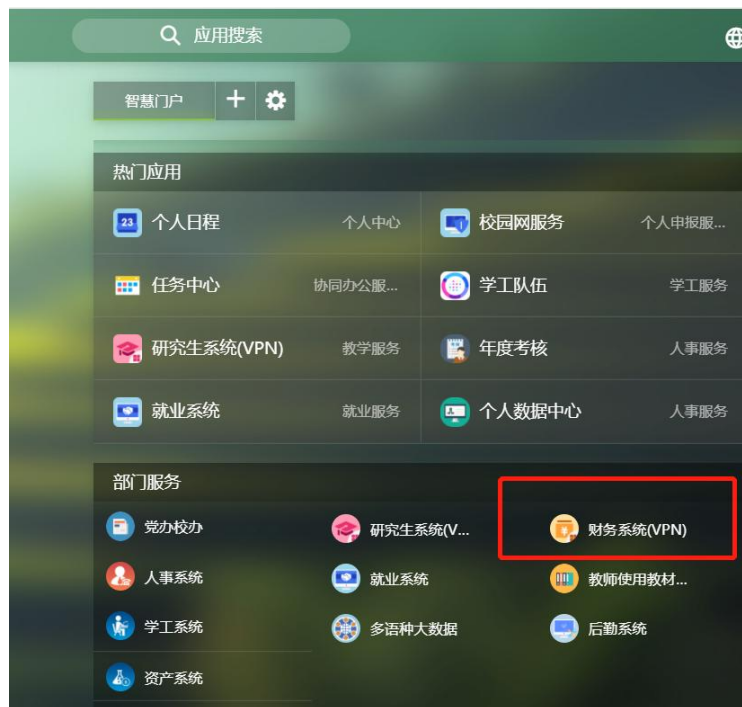 应用搜索
智慧门户
热门应用
23 个人日程 个人中心 校园网服务 个人申报服...
任务中心 协同办公服... 学工队伍 学工服务
研究生系统(VPN) 教学服务 年度考核 人事服务
就业系统 就业服务 个人数据中心 人事服务
部门服务
党办校办 研究生系统(V... 财务系统(VPN)
人事系统 就业系统 教师使用教材...
学工系统 多语种大数据 后勤系统
资产系统